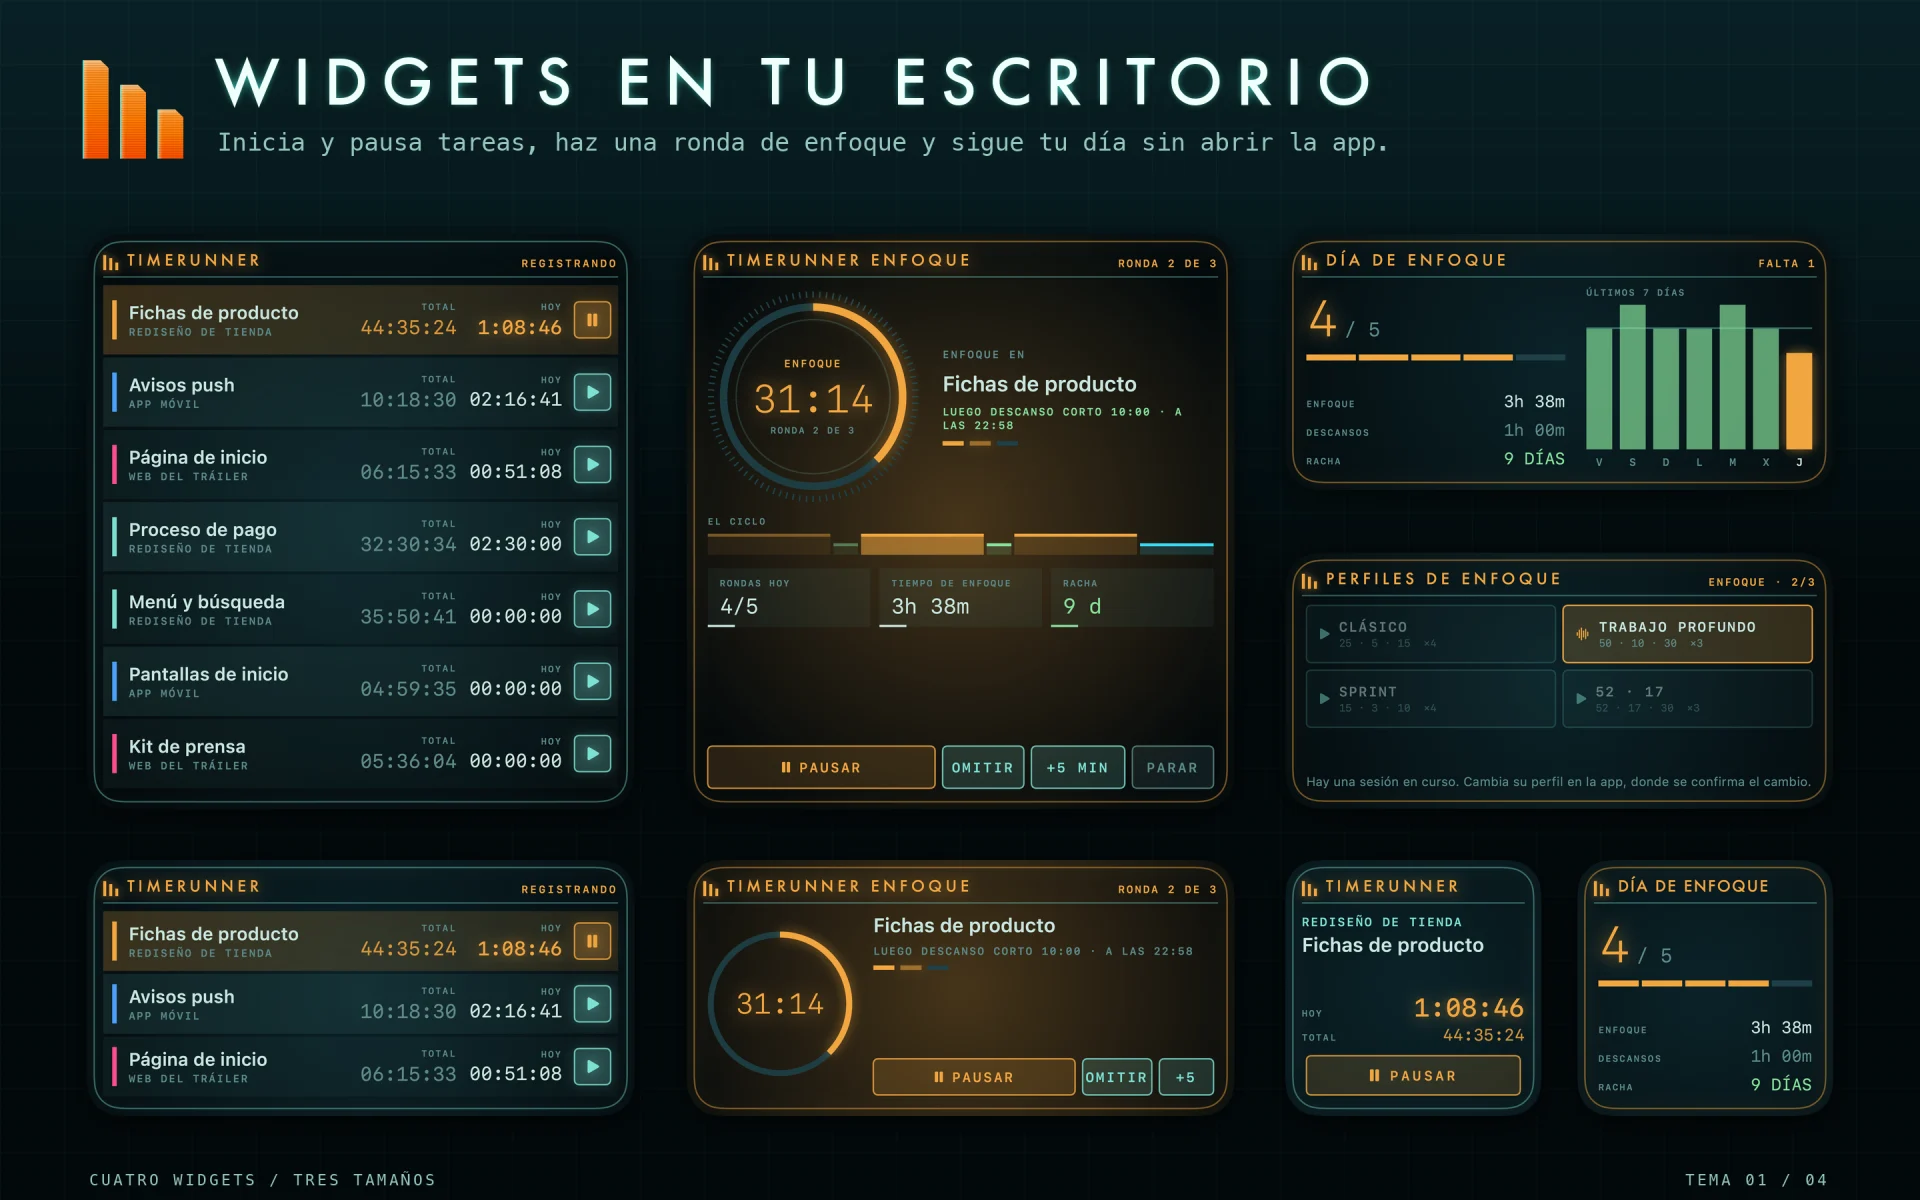 WIDGETS EN TU ESCRITORIO
Inicia y pausa tareas, haz una ronda de enfoque y sigue tu día sin abrir la app.
TIMERUNNER
REGISTRANDO
Fichas de producto
REDISEÑO DE TIENDA
TOTAL
44:35:24
HOY
1:08:46
Avisos push
APP MÓVIL
TOTAL
10:18:30
HOY
02:16:41
Página de inicio
WEB DEL TRÁILER
TOTAL
06:15:33
HOY
00:51:08
Proceso de pago
REDISEÑO DE TIENDA
TOTAL
32:30:34
HOY
02:30:00
Menú y búsqueda
REDISEÑO DE TIENDA
TOTAL
35:50:41
HOY
00:00:00
Pantallas de inicio
APP MÓVIL
TOTAL
04:59:35
HOY
00:00:00
Kit de prensa
WEB DEL TRÁILER
TOTAL
05:36:04
HOY
00:00:00
TIMERUNNER ENFOQUE
RONDA 2 DE 3
ENFOQUE
31:14
RONDA 2 DE 3
ENFOQUE EN
Fichas de producto
LUEGO DESCANSO CORTO 10:00 · A
LAS 22:58
EL CICLO
RONDAS HOY
4/5
TIEMPO DE ENFOQUE
3h 38m
RACHA
9 d
PAUSAR
OMITIR
+5 MIN
PARAR
DÍA DE ENFOQUE
FALTA 1
4 / 5
ENFOQUE 3h 38m
DESCANSOS 1h 00m
RACHA 9 DÍAS
ÚLTIMOS 7 DÍAS
V S D L M X J
PERFILES DE ENFOQUE
ENFOQUE · 2/3
CLÁSICO
25 · 5 · 15 ×4
TRABAJO PROFUNDO
50 · 10 · 30 ×3
SPRINT
15 · 3 · 10 ×4
52 · 17
52 · 17 · 30 ×3
Hay una sesión en curso. Cambia su perfil en la app, donde se confirma el cambio.
TIMERUNNER
REGISTRANDO
Fichas de producto
REDISEÑO DE TIENDA
TOTAL
44:35:24
HOY
1:08:46
Avisos push
APP MÓVIL
TOTAL
10:18:30
HOY
02:16:41
Página de inicio
WEB DEL TRÁILER
TOTAL
06:15:33
HOY
00:51:08
TIMERUNNER ENFOQUE
RONDA 2 DE 3
31:14
Fichas de producto
LUEGO DESCANSO CORTO 10:00 · A LAS 22:58
PAUSAR
OMITIR
+5
TIMERUNNER
REDISEÑO DE TIENDA
Fichas de producto
HOY 1:08:46
TOTAL 44:35:24
PAUSAR
DÍA DE ENFOQUE
4 / 5
ENFOQUE 3h 38m
DESCANSOS 1h 00m
RACHA 9 DÍAS
CUATRO WIDGETS / TRES TAMAÑOS
TEMA 01 / 04